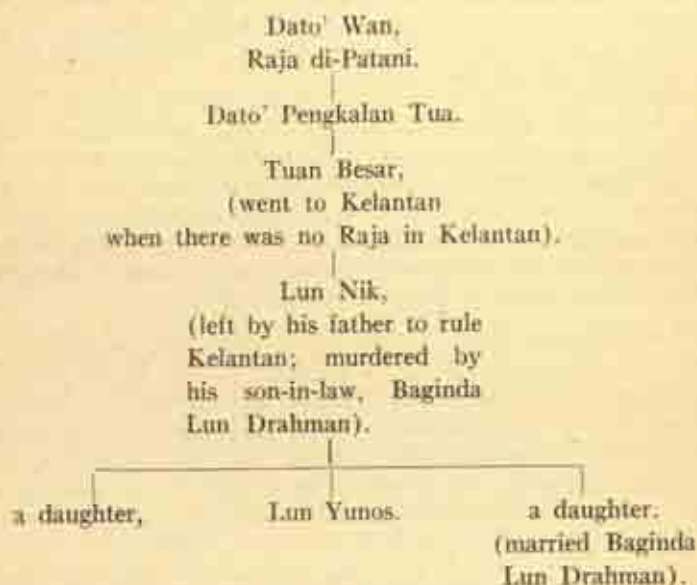 Dato' Wan,
Raja di-Patani.
Dato' Pengkalan Tua.
Tuan Besar,
(went to Kelantan
when there was no Raja in Kelantan).
Lun Nik,
(left by his father to rule
Kelantan; murdered by
his son-in-law, Baginda
Lun Drahman).
a daughter, Lun Yunos. a daughter.
(married Baginda
Lun Drahman).